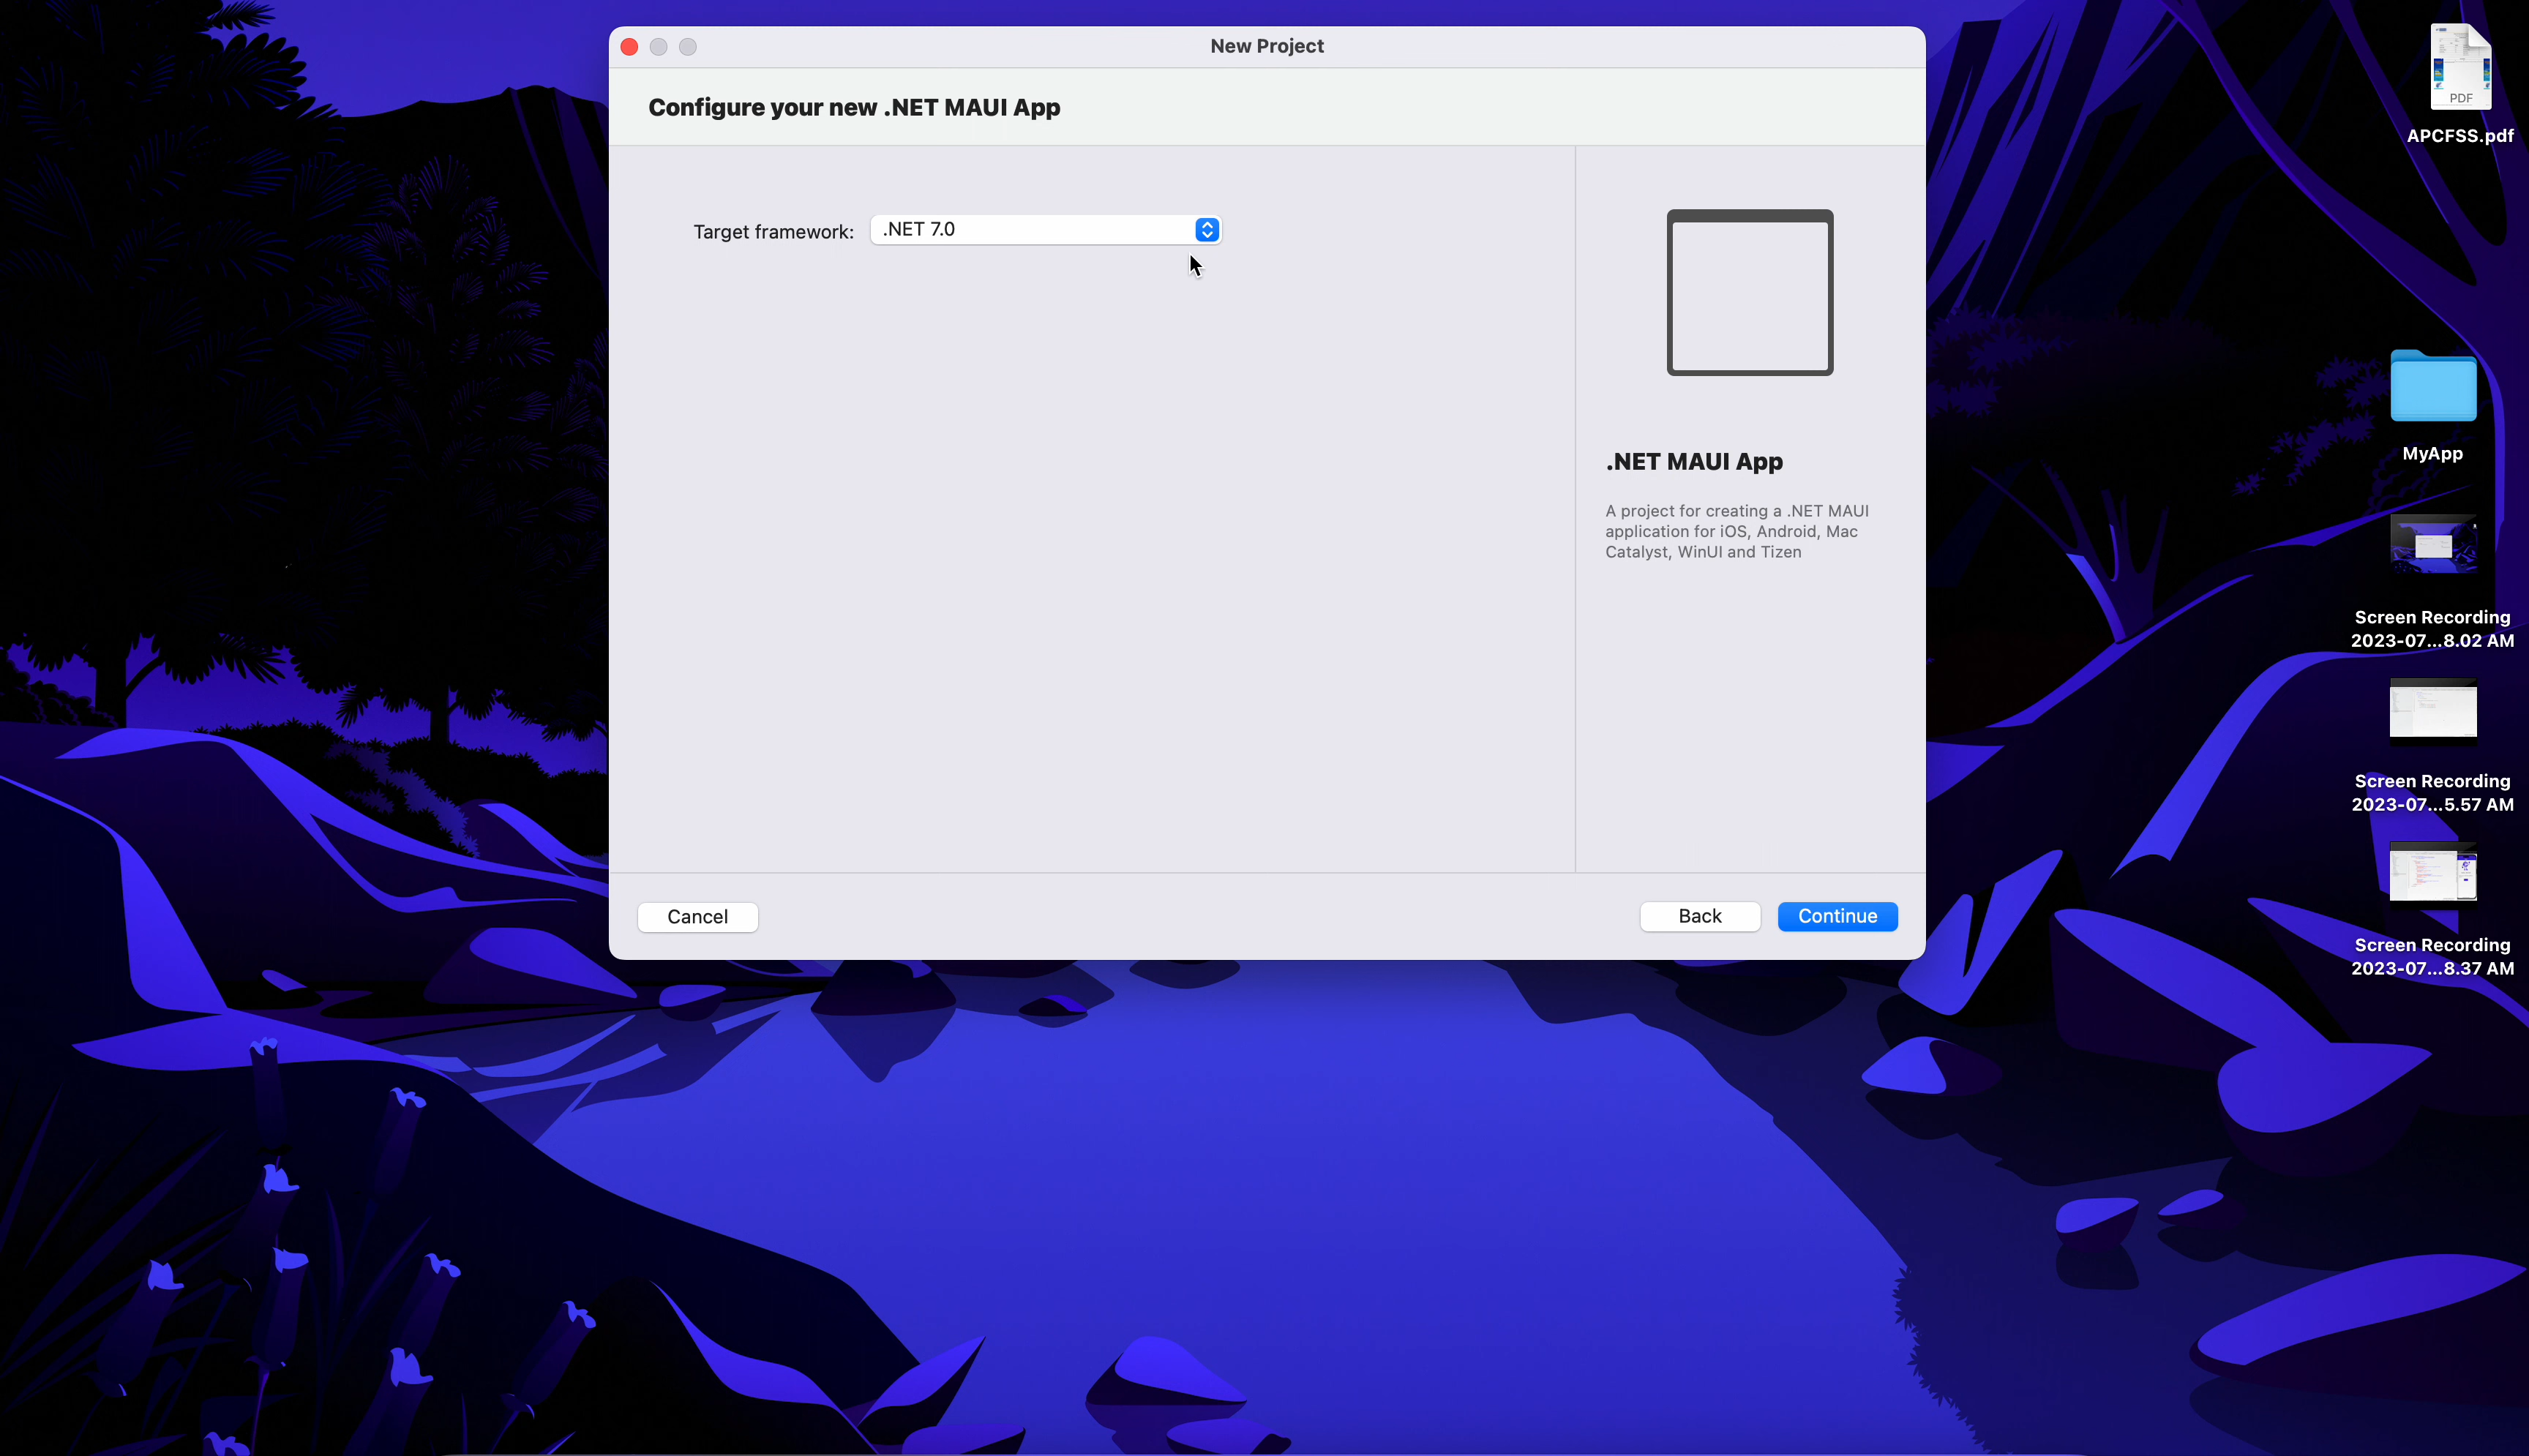 New Project
Configure your new .NET MAUI App
Target framework:
.NET 7.0
.NET MAUI App
A project for creating a .NET MAUI
application for iOS, Android, Mac
Catalyst, WinUI and Tizen
Cancel
Back
Continue
PDF
APCFSS.pdf
MyApp
Screen Recording
2023-07...8.02 AM
Screen Recording
2023-07...5.57 AM
Screen Recording
2023-07...8.37 AM